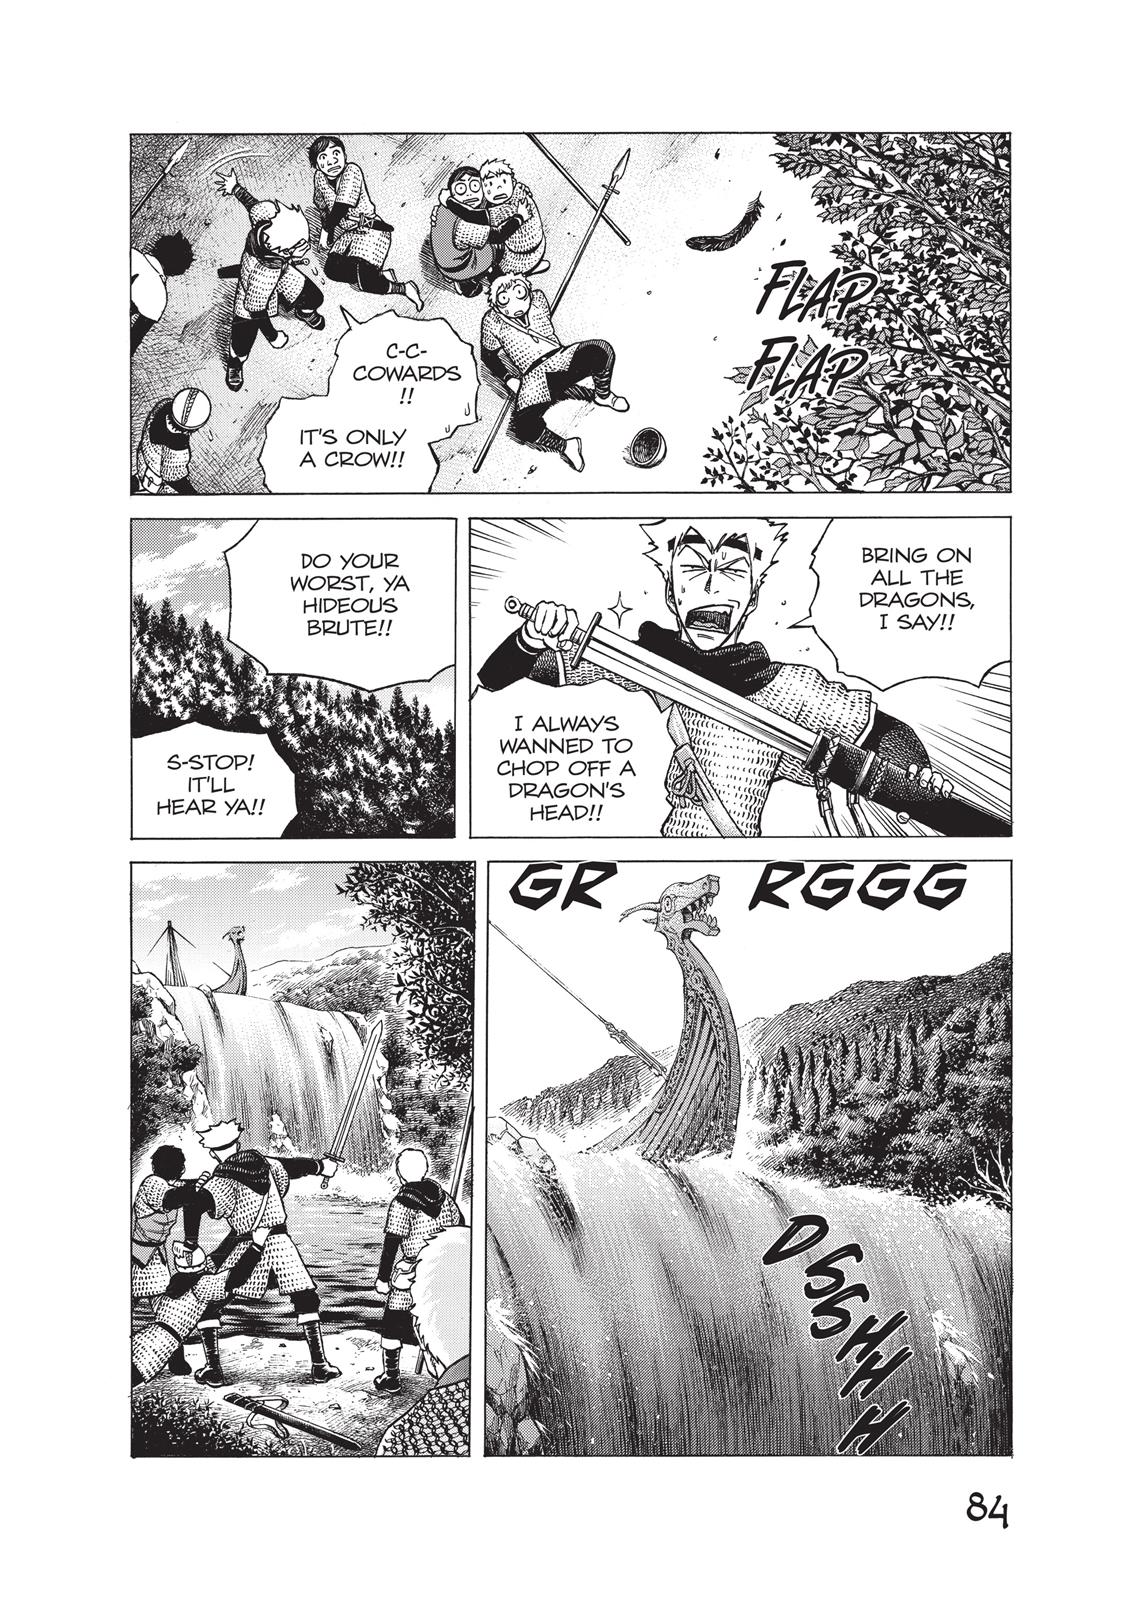 FLAP
FLAP
C-C-
COWARDS
!!
IT'S ONLY
A CROW!!
BRING ON
ALL THE
DRAGONS,
I SAY!!
I ALWAYS
WANNED TO
CHOP OFF A
DRAGON'S
HEAD!!
DO YOUR
WORST, YA
HIDEOUS
BRUTE!!
S-STOP!
IT'LL
HEAR YA!!
GR RGGG
DSSHHH
84